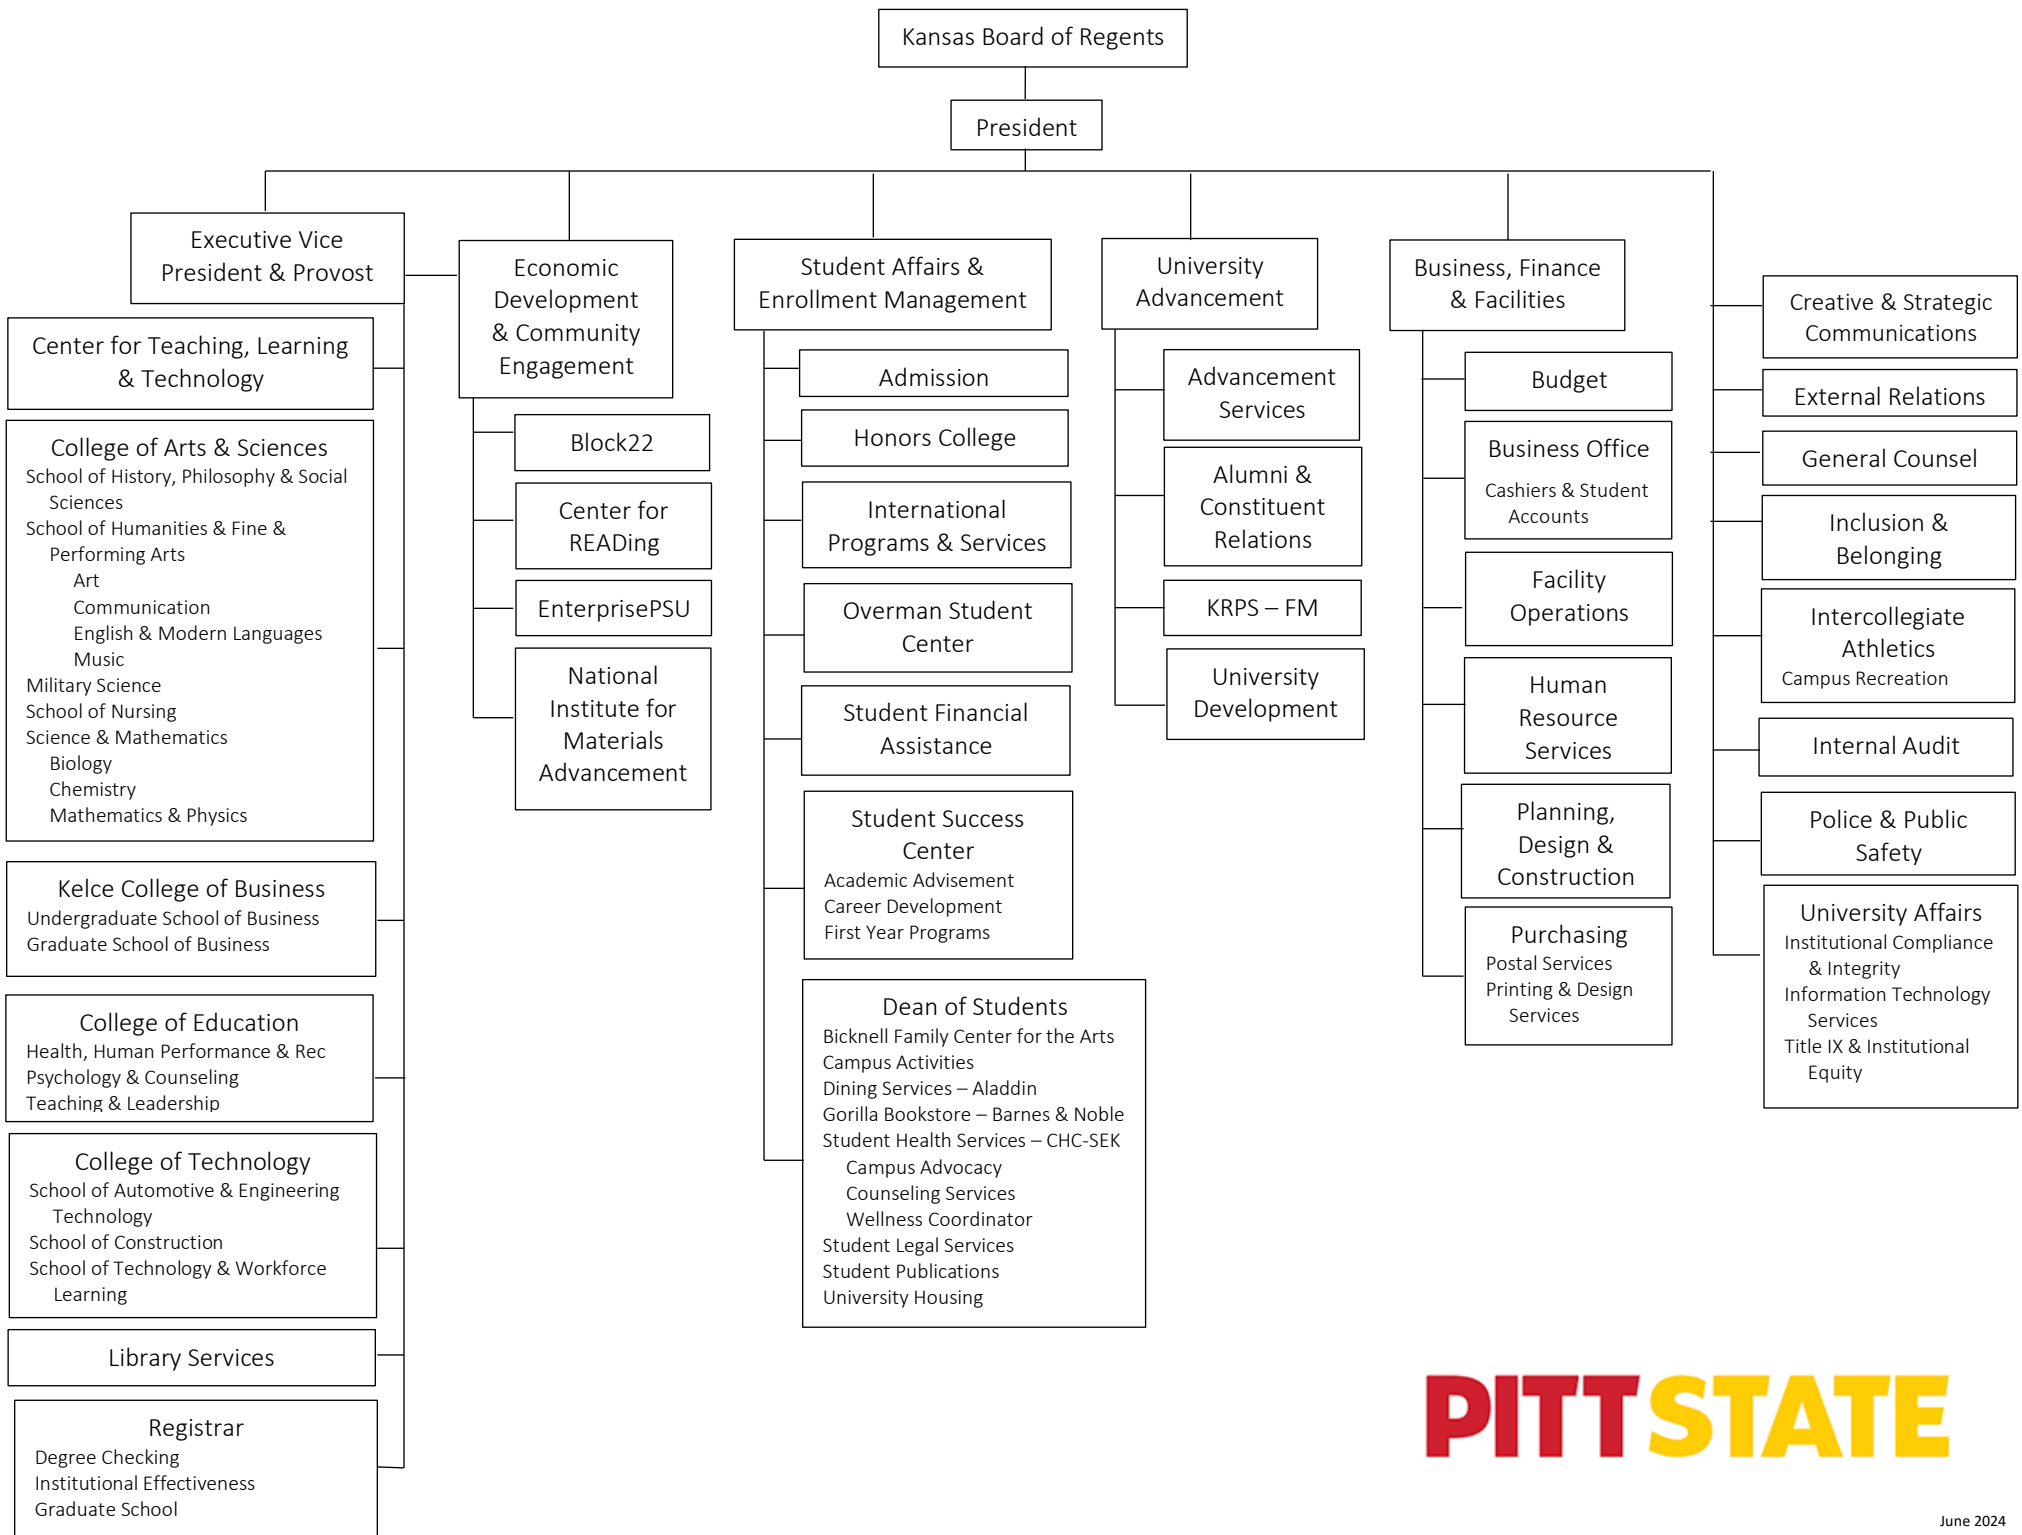 Kansas Board of Regents
President
Executive Vice
President & Provost
Center for Teaching, Learning
& Technology
College of Arts & Sciences
School of History, Philosophy & Social
Sciences
School of Humanities & Fine &
Performing Arts
Art
Communication
English & Modern Languages
Music
Military Science
School of Nursing
Science & Mathematics
Biology
Chemistry
Mathematics & Physics
Kelce College of Business
Undergraduate School of Business
Graduate School of Business
College of Education
Health, Human Performance & Rec
Psychology & Counseling
Teaching & Leadership
College of Technology
School of Automotive & Engineering
Technology
School of Construction
School of Technology & Workforce
Learning
Library Services
Registrar
Degree Checking
Institutional Effectiveness
Graduate School
Economic
Development
& Community
Engagement
Block22
Center for
READing
EnterprisePSU
National
Institute for
Materials
Advancement
Student Affairs &
Enrollment Management
Admission
Honors College
International
Programs & Services
Overman Student
Center
Student Financial
Assistance
Student Success
Center
Academic Advisement
Career Development
First Year Programs
Dean of Students
Bicknell Family Center for the Arts
Campus Activities
Dining Services – Aladdin
Gorilla Bookstore – Barnes & Noble
Student Health Services – CHC-SEK
Campus Advocacy
Counseling Services
Wellness Coordinator
Student Legal Services
Student Publications
University Housing
University
Advancement
Advancement
Services
Alumni &
Constituent
Relations
KRPS – FM
University
Development
Business, Finance
& Facilities
Budget
Business Office
Cashiers & Student
Accounts
Facility
Operations
Human
Resource
Services
Planning,
Design &
Construction
Purchasing
Postal Services
Printing & Design
Services
Creative & Strategic
Communications
External Relations
General Counsel
Inclusion &
Belonging
Intercollegiate
Athletics
Campus Recreation
Internal Audit
Police & Public
Safety
University Affairs
Institutional Compliance
& Integrity
Information Technology
Services
Title IX & Institutional
Equity
PITT STATE
June 2024